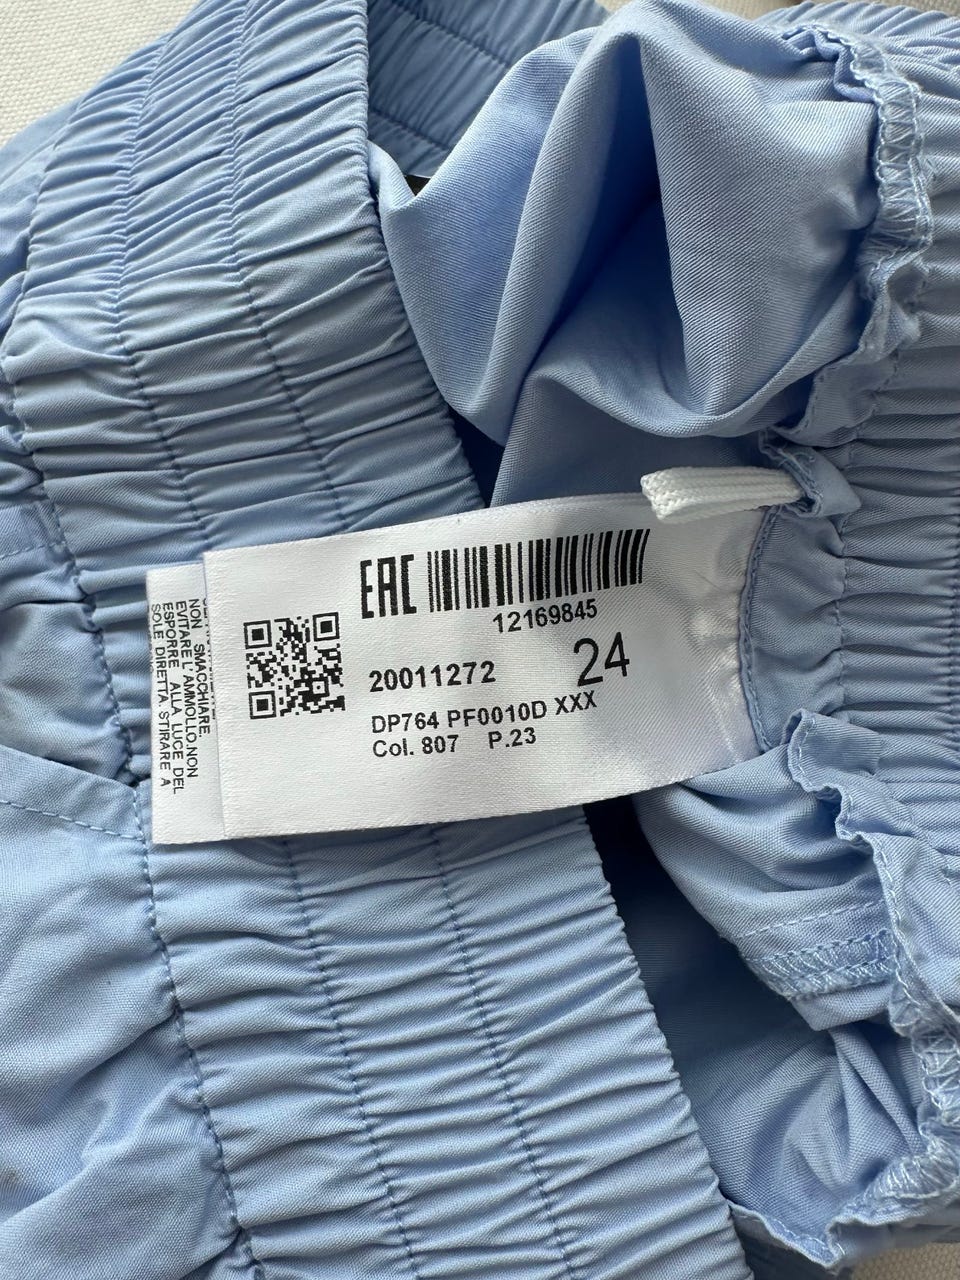 EAC
12169845
20011272 24
DP764 PF0010D XXX
Col. 807 P.23
NON SMACCHIARE.
EVITARE L'AMMOLLO.NON
ESPORRE ALLA LUCE DEL
SOLE DIRETTA. STIRARE A